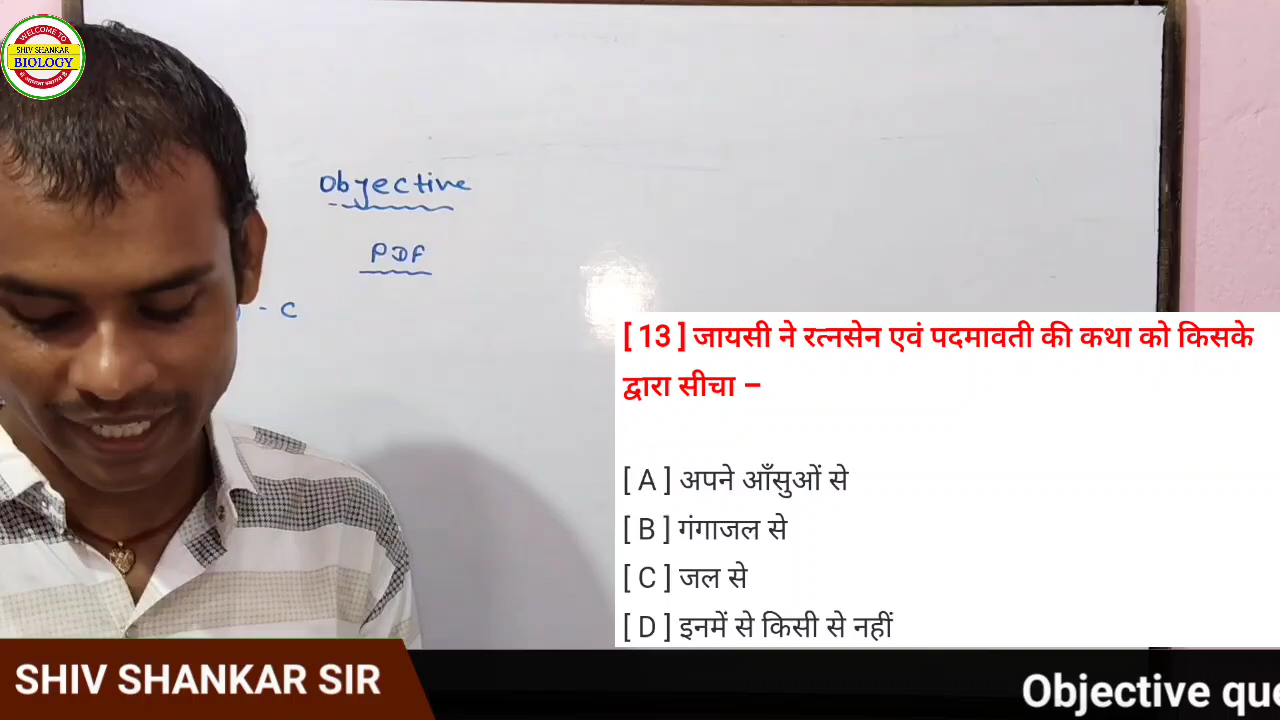 WELCOME TO
SHIV SHANKAR
BIOLOGY
Objective
PDF
- C
[ 13 ] जायसी ने रत्नसेन एवं पदमावती की कथा को किसके
द्वारा सीचा –
[ A ] अपने आँसुओं से
[ B ] गंगाजल से
[ C ] जल से
[ D ] इनमें से किसी से नहीं
SHIV SHANKAR SIR
Objective que